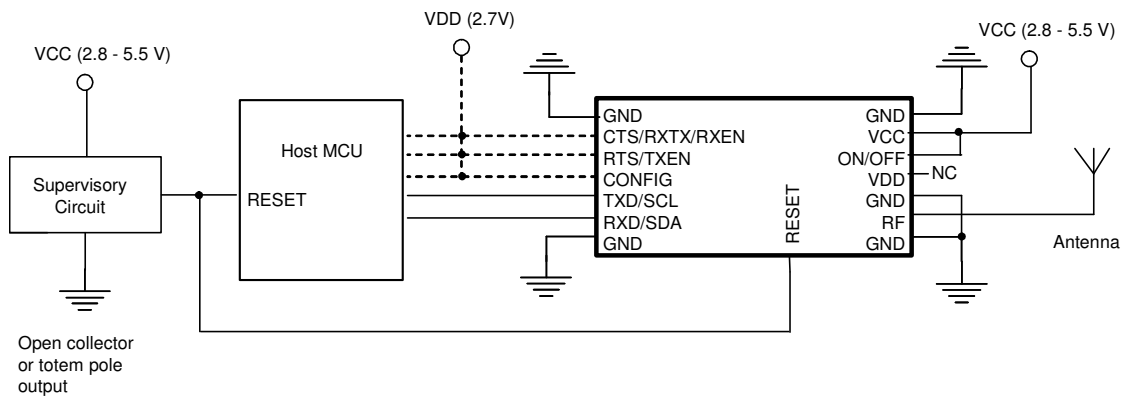 VDD (2.7V)
VCC (2.8 - 5.5 V)
VCC (2.8 - 5.5 V)
Supervisory
Circuit
Host MCU
RESET
GND
CTS/RXTX/RXEN
RTS/TXEN
CONFIG
TXD/SCL
RXD/SDA
GND
RESET
GND
VCC
ON/OFF
VDD
GND
RF
GND
NC
Antenna
Open collector
or totem pole
output